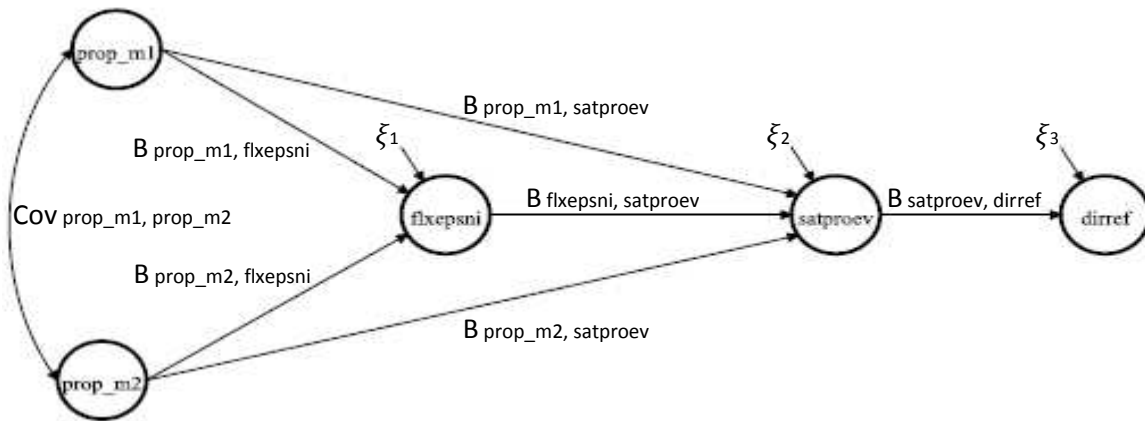 prop_m1
B prop_m1, satproev
B prop_m1, flxepsni
ξ1
ξ2
ξ3
Cov prop_m1, prop_m2
flxepsni
B flxepsni, satproev
satproev
B satproev, dirref
dirref
B prop_m2, flxepsni
B prop_m2, satproev
prop_m2